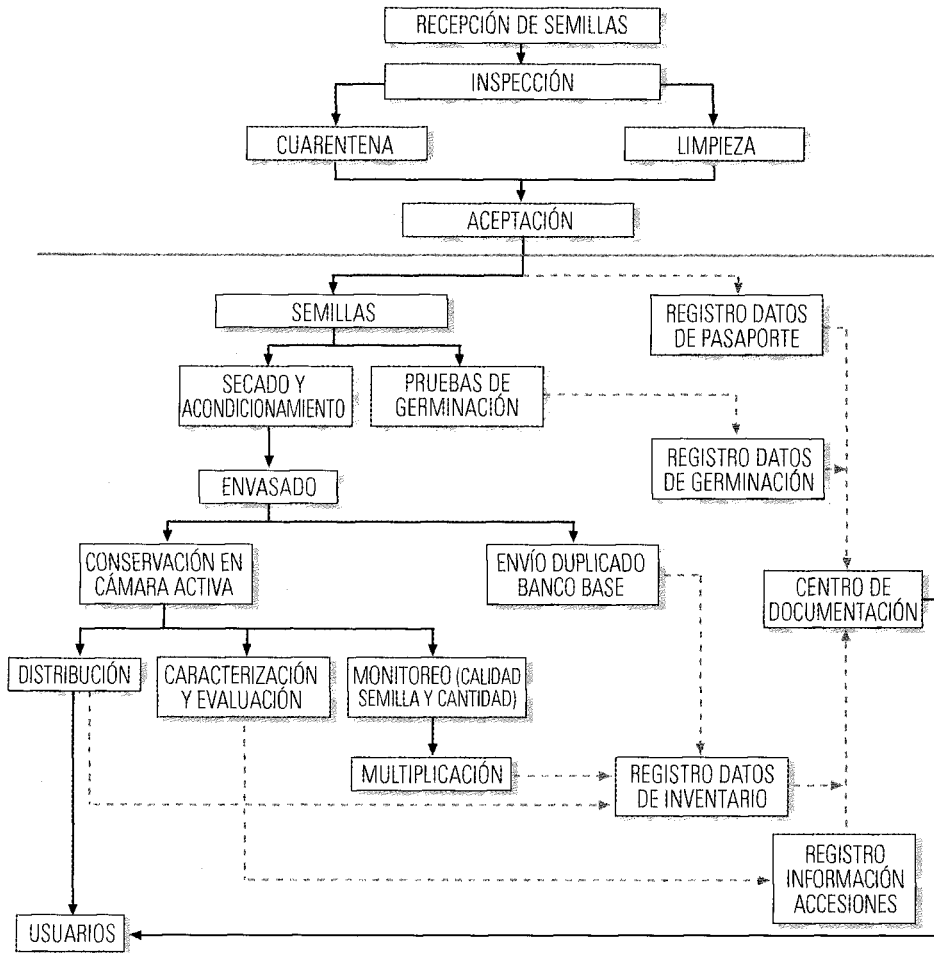 RECEPCIÓN DE SEMILLAS
INSPECCIÓN
CUARENTENA
LIMPIEZA
ACEPTACIÓN
SEMILLAS
REGISTRO DATOS
DE PASAPORTE
SECADO Y
ACONDICIONAMIENTO
PRUEBAS DE
GERMINACIÓN
REGISTRO DATOS
DE GERMINACIÓN
ENVASADO
CONSERVACIÓN EN
CÁMARA ACTIVA
ENVÍO DUPLICADO
BANCO BASE
CENTRO DE
DOCUMENTACIÓN
DISTRIBUCIÓN
CARACTERIZACIÓN
Y EVALUACIÓN
MONITOREO (CALIDAD
SEMILLA Y CANTIDAD)
MULTIPLICACIÓN
REGISTRO DATOS
DE INVENTARIO
REGISTRO
INFORMACIÓN
ACCESIONES
USUARIOS